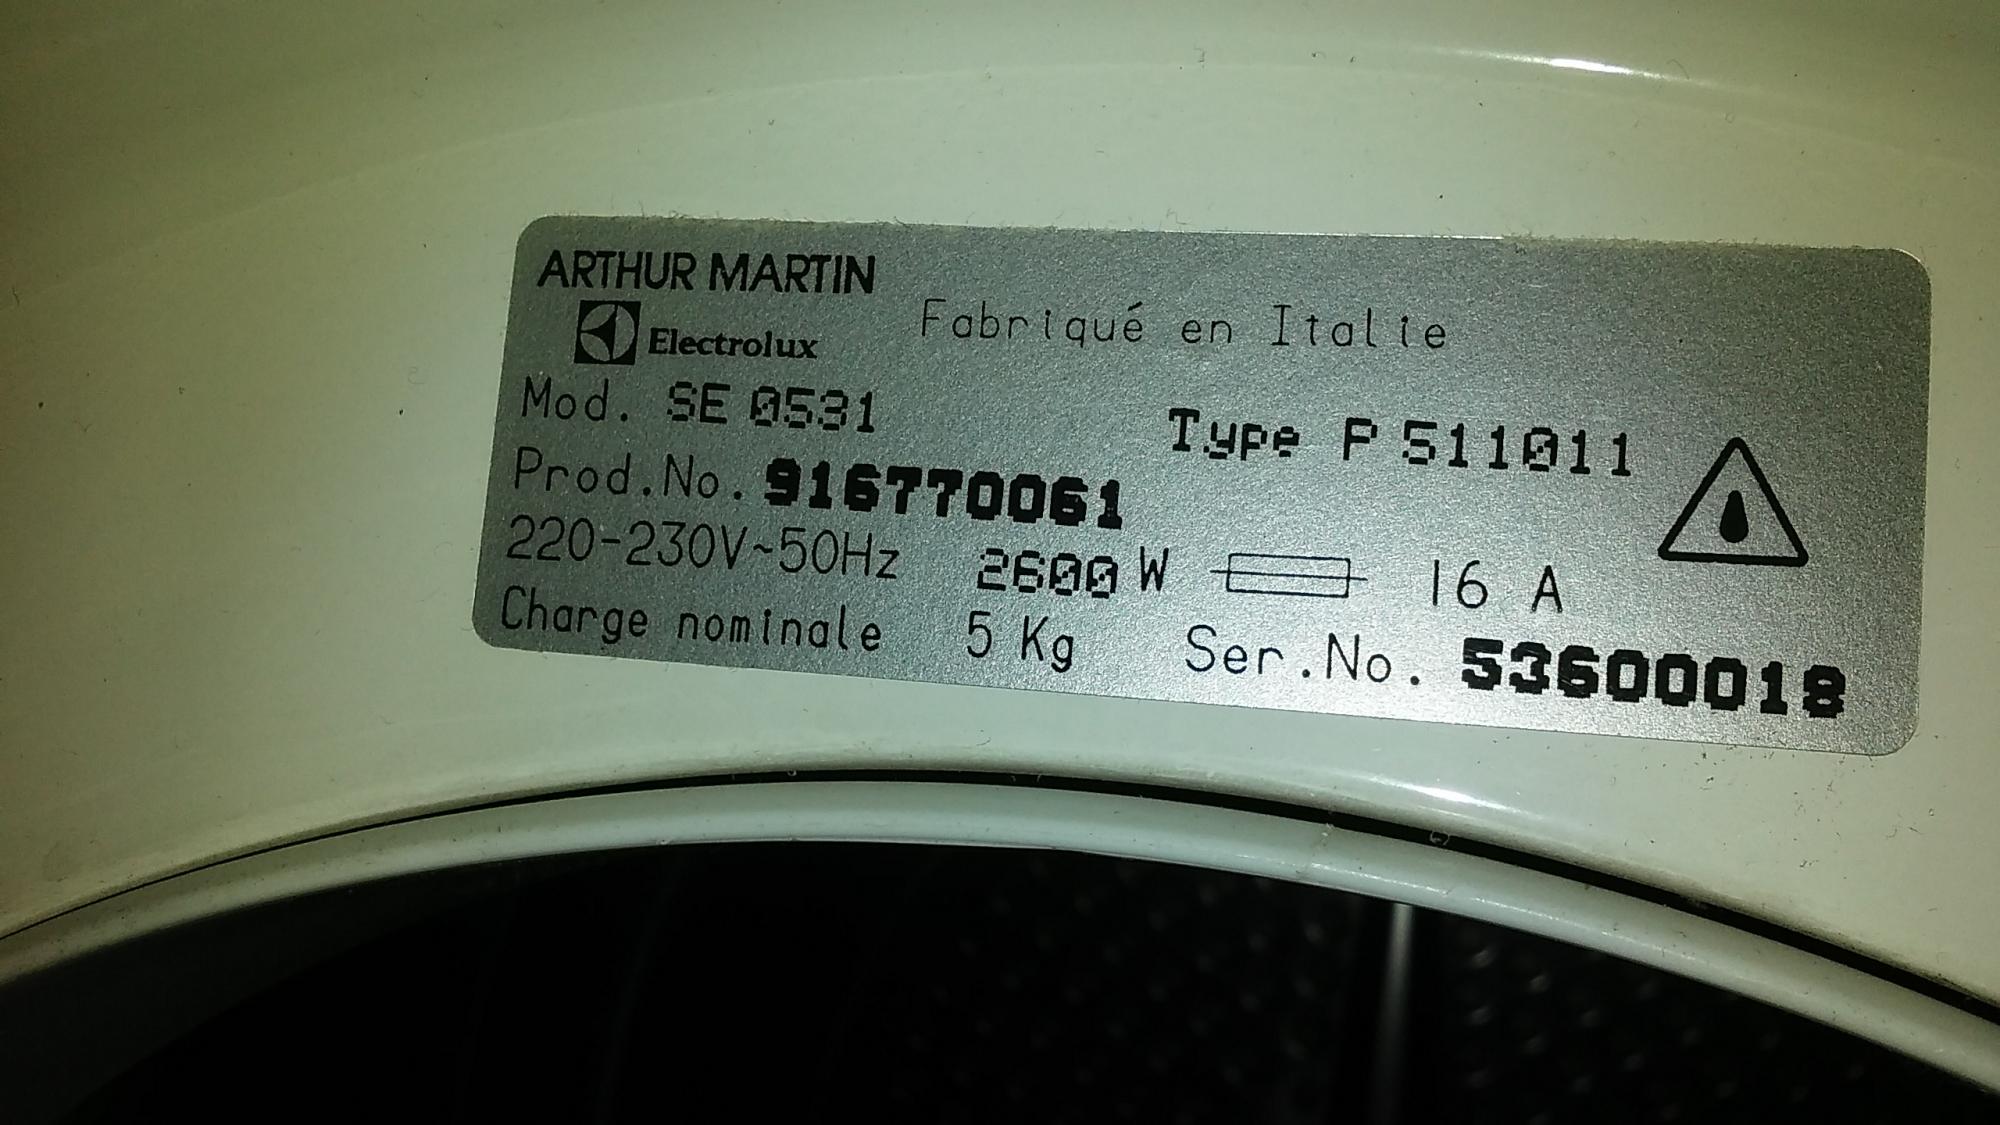 ARTHUR MARTIN
Electrolux Fabriqué en Italie
Mod. SE 0531 Type P 511011
Prod.No. 916770061
220-230V~50Hz 2600 W 16 A
Charge nominale 5 Kg Ser.No. 53600018